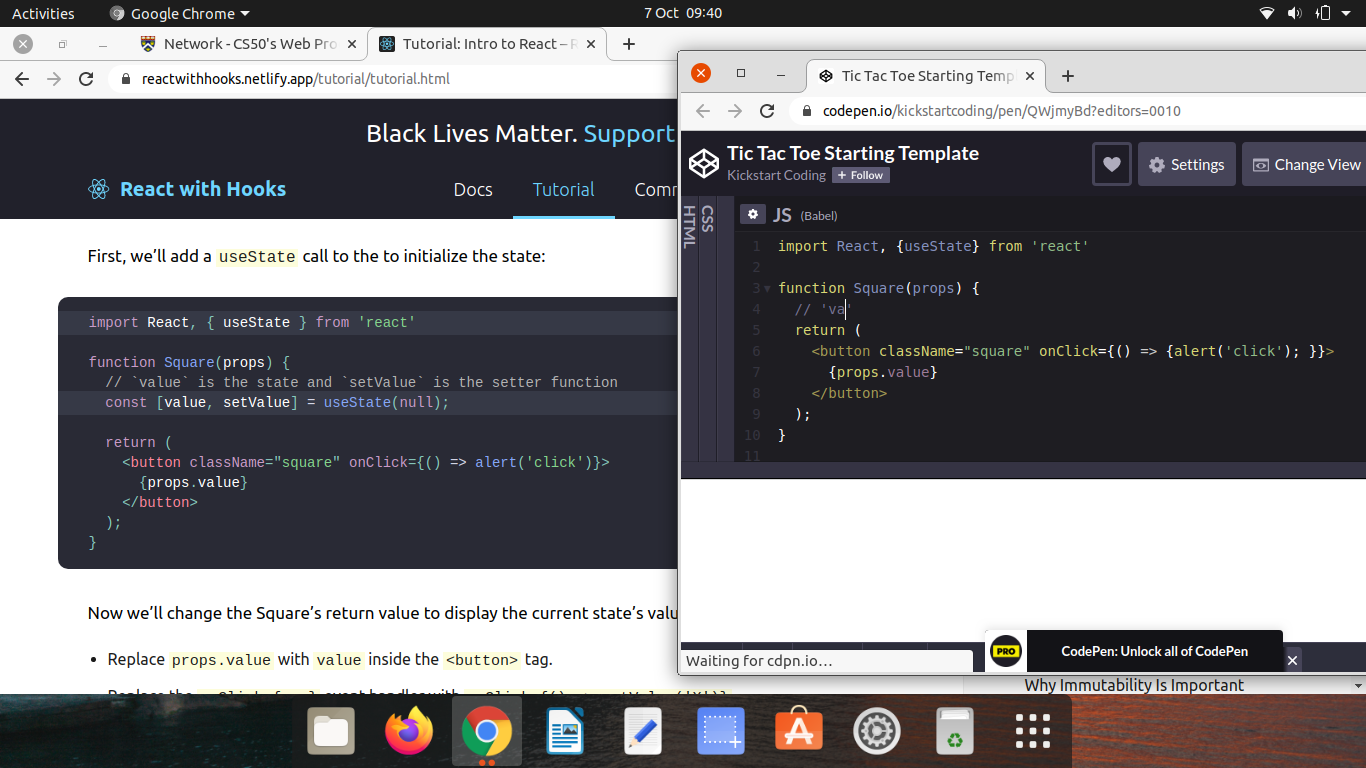 Activities
Google Chrome
7 Oct 09:40
Network - CS50's Web Pro
Tutorial: Intro to React – R
reactwithhooks.netlify.app/tutorial/tutorial.html
Black Lives Matter. Support
React with Hooks
Docs
Tutorial
Comm
First, we’ll add a useState call to the to initialize the state:
import React, { useState } from 'react'
function Square(props) {
// `value` is the state and `setValue` is the setter function
const [value, setValue] = useState(null);
return (
<button className="square" onClick={() => alert('click')}>
{props.value}
</button>
);
}
Now we’ll change the Square’s return value to display the current state’s valu
• Replace props.value with value inside the <button> tag.
Tic Tac Toe Starting Temp
codepen.io/kickstartcoding/pen/QWjmyBd?editors=0010
Tic Tac Toe Starting Template
Kickstart Coding
+ Follow
Settings
Change View
HTML
CSS
JS (Babel)
1 import React, {useState} from 'react'
2
3 function Square(props) {
4 // 'va'
5 return (
6 <button className="square" onClick={() => {alert('click'); }}>
7 {props.value}
8 </button>
9 );
10 }
11
Waiting for cdpn.io…
PRO
CodePen: Unlock all of CodePen
Why Immutability Is Important